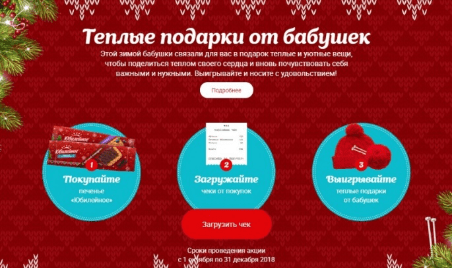 Теплые подарки от бабушек
Этой зимой бабушки связали для вас в подарок теплые и уютные вещи,
чтобы поделиться теплом своего сердца и вновь почувствовать себя
важными и нужными. Выигрывайте и носите с удовольствием!
Подробнее
Юбилейное
1
Покупайте
печенье
«Юбилейное»
2
Загружайте
чеки от покупок
3
Выигрывайте
теплые подарки
от бабушек
Загрузить чек
Сроки проведения акции
с 1 октября по 31 декабря 2018